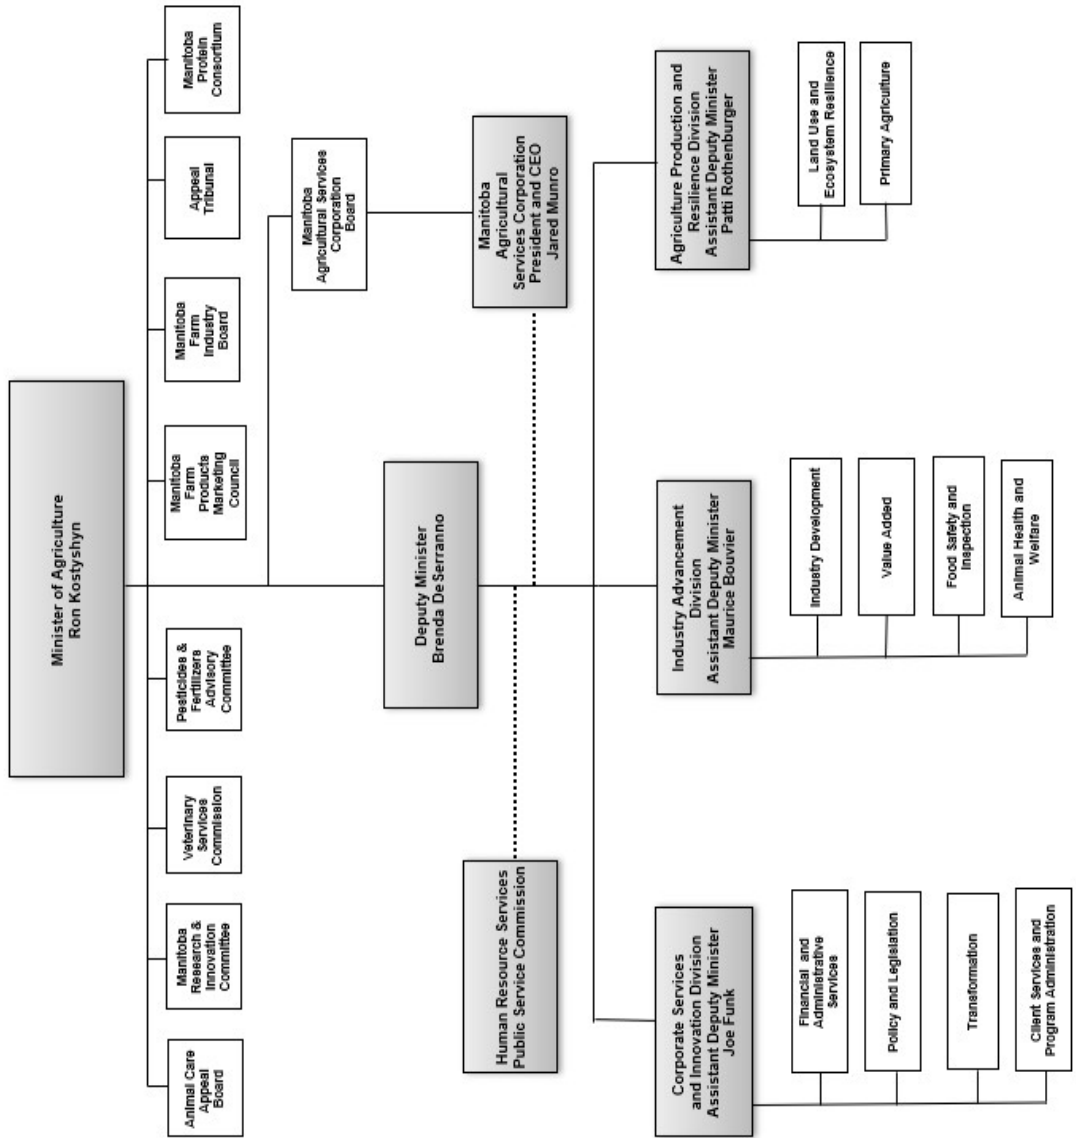 Minister of Agriculture
Ron Kostyshyn
Animal Care
Appeal
Board
Manitoba
Research &
Innovation
Committee
Veterinary
Services
Commission
Pesticides &
Fertilizers
Advisory
Committee
Manitoba
Farm
Products
Marketing
Council
Manitoba
Farm
Industry
Board
Appeal
Tribunal
Manitoba
Protein
Consortium
Manitoba
Agricultural Services
Corporation
Board
Deputy Minister
Brenda DeSerranno
Human Resource Services
Public Service Commission
Manitoba
Agricultural
Services Corporation
President and CEO
Jared Munro
Corporate Services
and Innovation Division
Assistant Deputy Minister
Joe Funk
Industry Advancement
Division
Assistant Deputy Minister
Maurice Bouvier
Agriculture Production and
Resilience Division
Assistant Deputy Minister
Patti Rothenburger
Financial and
Administrative
Services
Policy and Legislation
Transformation
Client Services and
Program Administration
Industry Development
Value Added
Food Safety and
Inspection
Animal Health and
Welfare
Land Use and
Ecosystem Resilience
Primary Agriculture